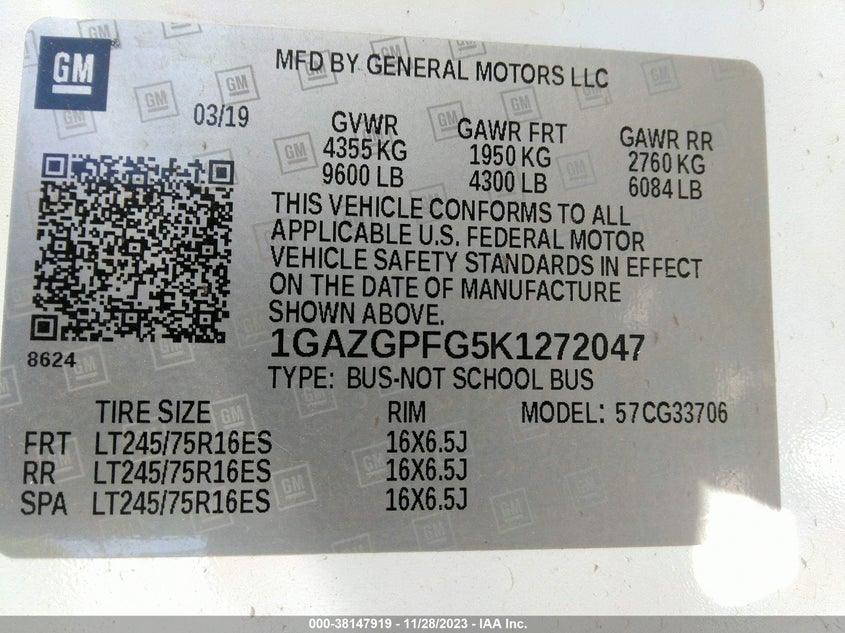 GM
MFD BY GENERAL MOTORS LLC
03/19
GVWR GAWR FRT GAWR RR
4355 KG 1950 KG 2760 KG
9600 LB 4300 LB 6084 LB
THIS VEHICLE CONFORMS TO ALL
APPLICABLE U.S. FEDERAL MOTOR
VEHICLE SAFETY STANDARDS IN EFFECT
ON THE DATE OF MANUFACTURE
SHOWN ABOVE.
8624
1GAZGPFG5K1272047
TYPE: BUS-NOT SCHOOL BUS
TIRE SIZE RIM MODEL: 57CG33706
FRT LT245/75R16ES 16X6.5J
RR LT245/75R16ES 16X6.5J
SPA LT245/75R16ES 16X6.5J
000-38147919 - 11/28/2023 - IAA Inc.